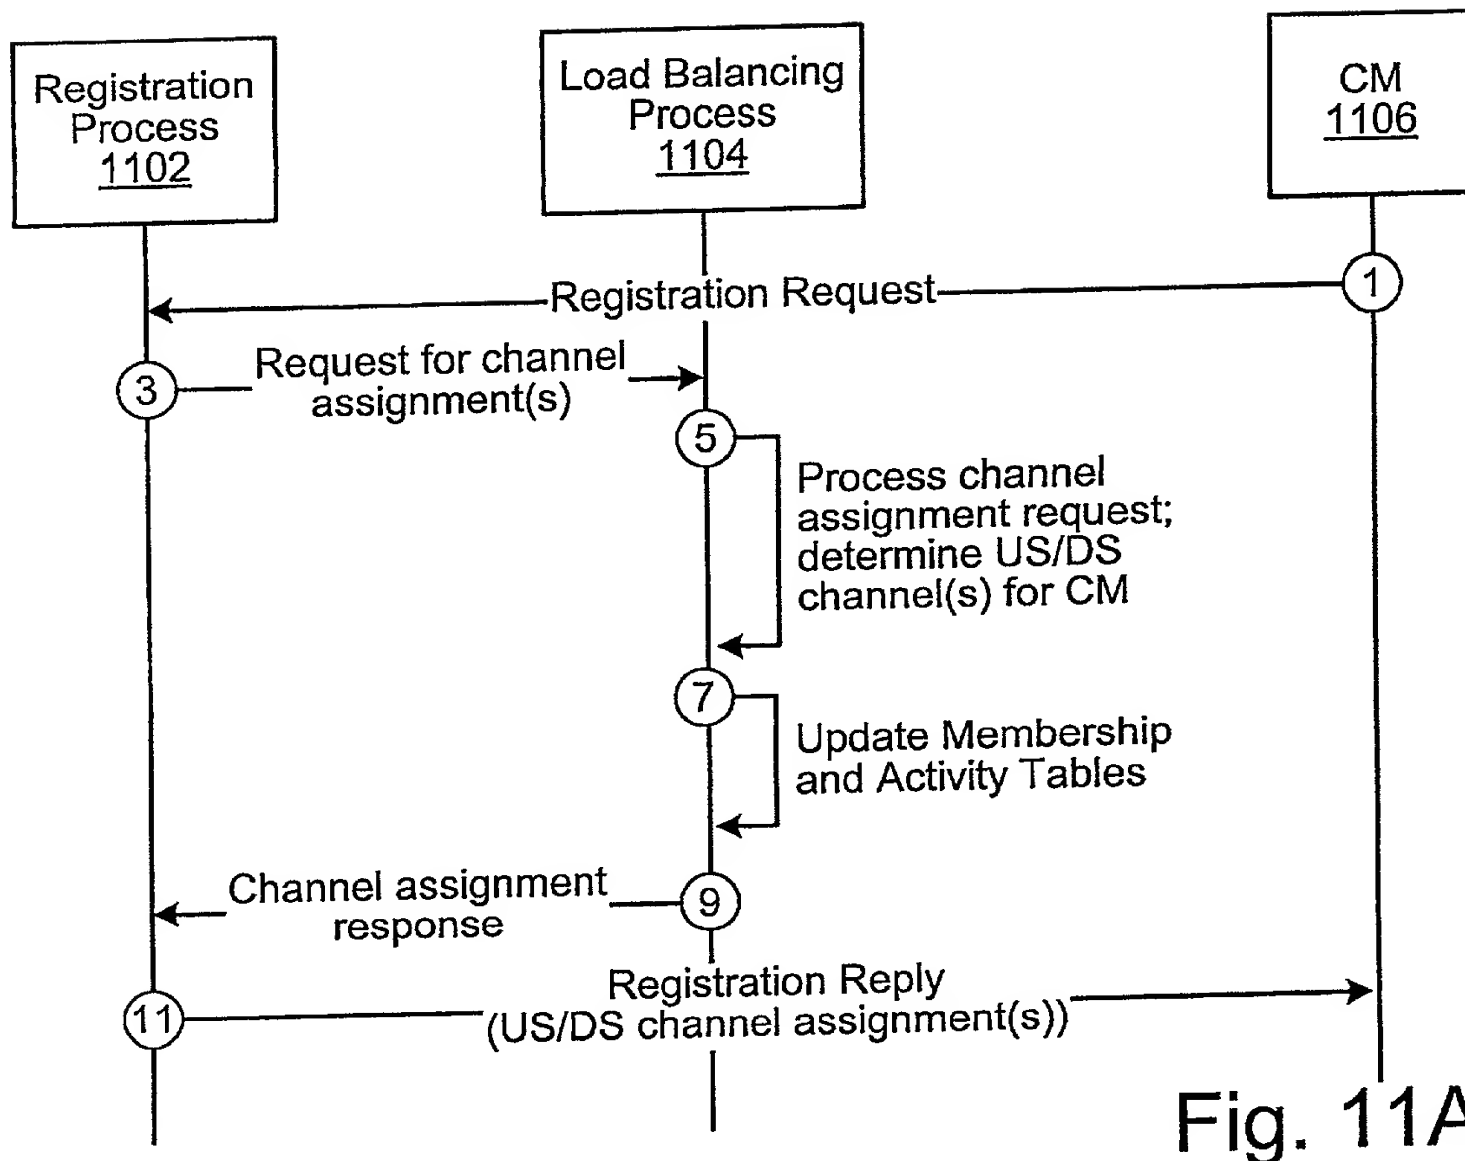 Registration
Process
1102
Load Balancing
Process
1104
CM
1106
1
Registration Request
3
Request for channel
assignment(s)
5
Process channel
assignment request;
determine US/DS
channel(s) for CM
7
Update Membership
and Activity Tables
9
Channel assignment
response
11
Registration Reply
(US/DS channel assignment(s))
Fig. 11A